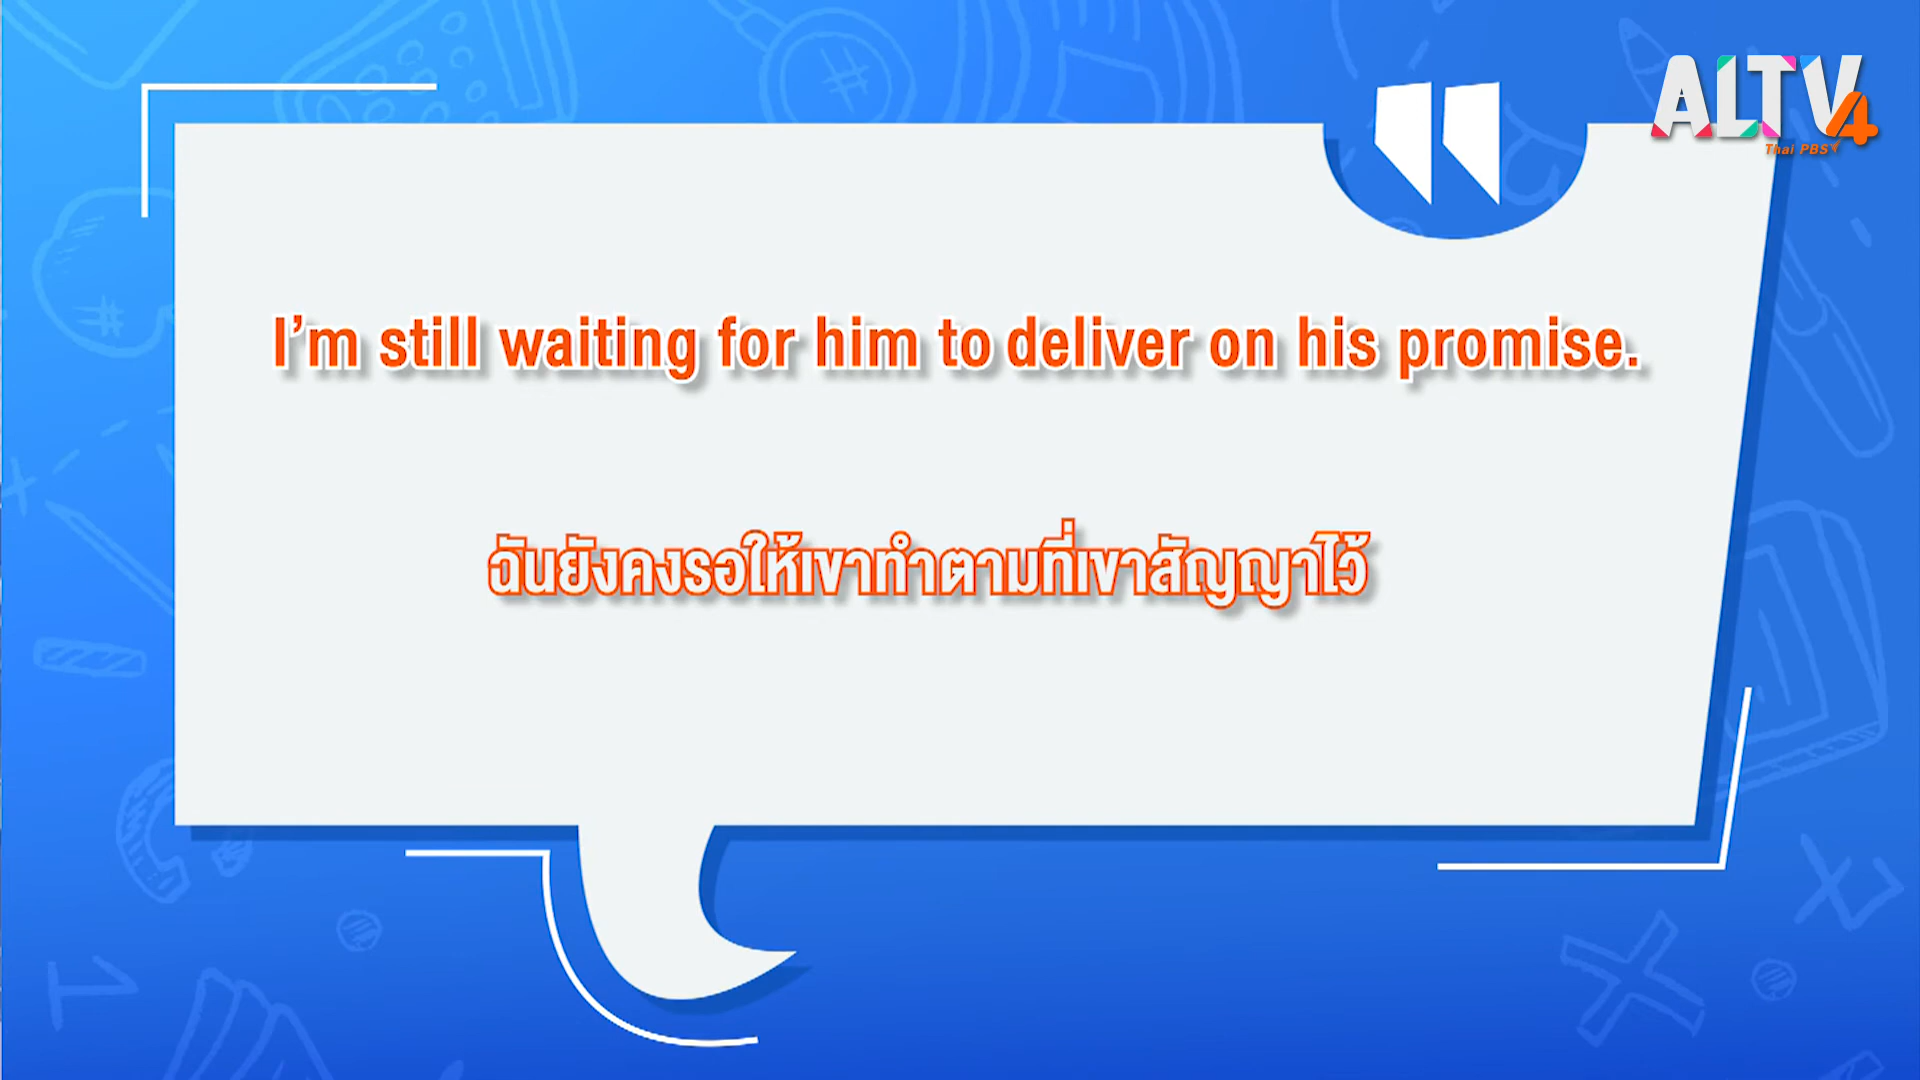 ALTV4
Thai PBS
I'm still waiting for him to deliver on his promise.
ฉันยังคงรอให้เขาทำตามที่เขาสัญญาไว้